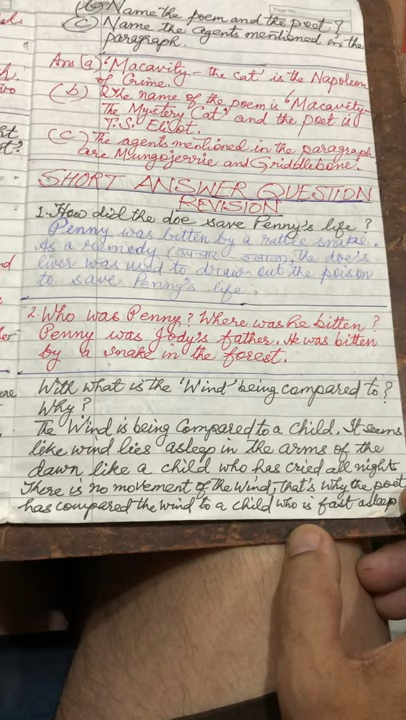 (b) Name the poem and the poet?
(c) Name the agents mentioned in the
paragraph.
Ans (a) 'Macavity - the cat' is the Napoleon
of Crime.
(b) The name of the poem is 'Macavity-
The Mystery Cat' and the poet is
T.S. Eliot.
(c) The agents mentioned in the paragraph
are Mungojerrie and Griddlebone.
SHORT ANSWER QUESTION
REVISION
1. How did the doe save Penny's life?
Penny was bitten by a rattle snake.
As a remedy the doe's
liver was used to draw out the poison
to save Penny's life.
2. Who was Penny? Where was he bitten?
Penny was Jody's father. He was bitten
by a snake in the forest.
With what is the 'Wind' being compared to?
Why?
The Wind is being Compared to a Child. It seems
like wind lies asleep in the arms of the
dawn like a child who has cried all night
There is no movement of the Wind, that's why the poet
has compared the wind to a child who is fast asleep